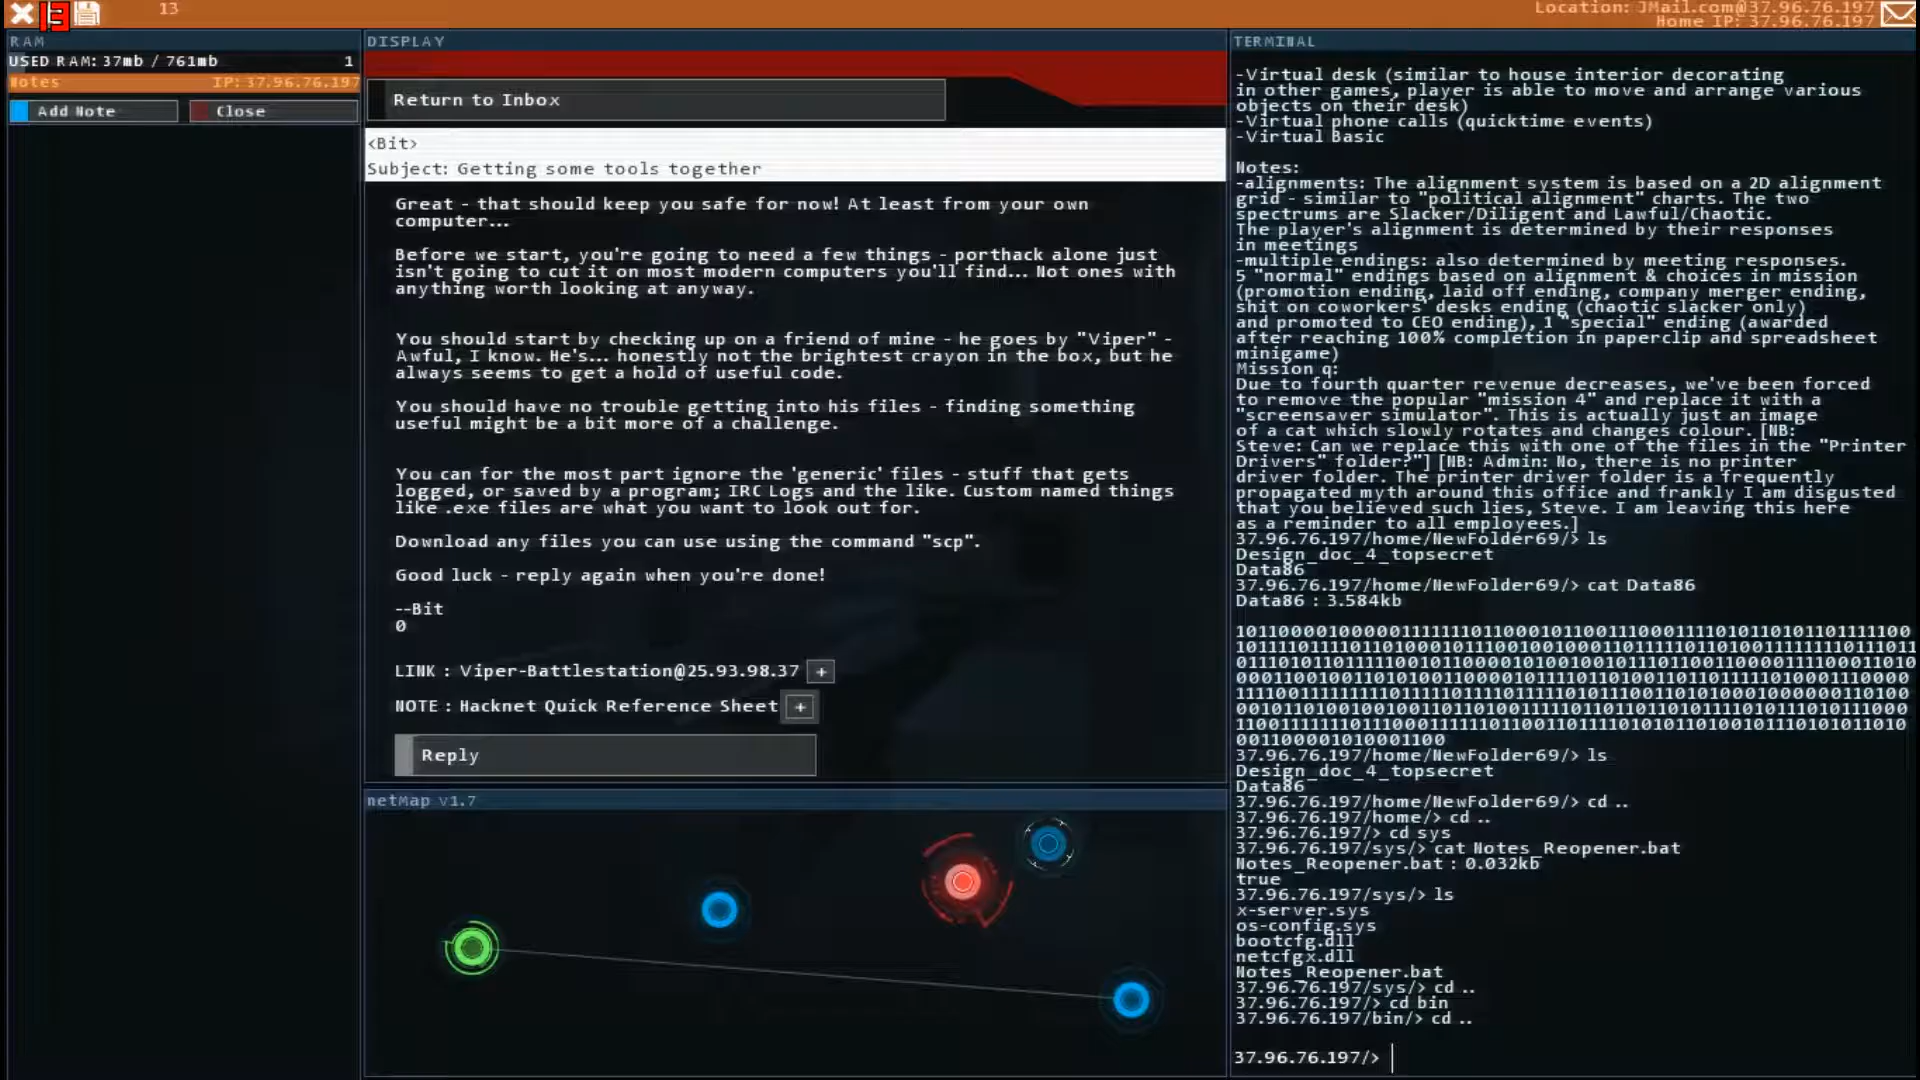 13
Location: JMail.com@37.96.76.197
Home IP: 37.96.76.197
RAM
USED RAM: 37mb / 761mb 1
Notes IP: 37.96.76.197
Add Note Close
DISPLAY
Return to Inbox
<Bit>
Subject: Getting some tools together
Great - that should keep you safe for now! At least from your own
computer...
Before we start, you're going to need a few things - porthack alone just
isn't going to cut it on most modern computers you'll find... Not ones with
anything worth looking at anyway.
You should start by checking up on a friend of mine - he goes by "Viper" -
Awful, I know. He's... honestly not the brightest crayon in the box, but he
always seems to get a hold of useful code.
You should have no trouble getting into his files - finding something
useful might be a bit more of a challenge.
You can for the most part ignore the 'generic' files - stuff that gets
logged, or saved by a program; IRC Logs and the like. Custom named things
like .exe files are what you want to look out for.
Download any files you can use using the command "scp".
Good luck - reply again when you're done!
--Bit
0
LINK : Viper-Battlestation@25.93.98.37 +
NOTE : Hacknet Quick Reference Sheet +
Reply
netMap v1.7
TERMINAL
-Virtual desk (similar to house interior decorating
in other games, player is able to move and arrange various
objects on their desk)
-Virtual phone calls (quicktime events)
-Virtual Basic
Notes:
-alignments: The alignment system is based on a 2D alignment
grid - similar to "political alignment" charts. The two
spectrums are Slacker/Diligent and Lawful/Chaotic.
The player's alignment is determined by their responses
in meetings
-multiple endings: also determined by meeting responses.
5 "normal" endings based on alignment & choices in mission
(promotion ending, laid off ending, company merger ending,
shit on coworkers' desks ending (chaotic slacker only)
and promoted to CEO ending), 1 "special" ending (awarded
after reaching 100% completion in paperclip and spreadsheet
minigame)
Mission q:
Due to fourth quarter revenue decreases, we've been forced
to remove the popular "mission 4" and replace it with a
"screensaver simulator". This is actually just an image
of a cat which slowly rotates and changes colour. [NB:
Steve: Can we replace this with one of the files in the "Printer
Drivers" folder?"] [NB: Admin: No, there is no printer
driver folder. The printer driver folder is a frequently
propagated myth around this office and frankly I am disgusted
that you believed such lies, Steve. I am leaving this here
as a reminder to all employees.]
37.96.76.197/home/NewFolder69/> ls
Design_doc_4_topsecret
Data86
37.96.76.197/home/NewFolder69/> cat Data86
Data86 : 3.584kb
37.96.76.197/home/NewFolder69/> ls
Design_doc_4_topsecret
Data86
37.96.76.197/home/NewFolder69/> cd ..
37.96.76.197/home/> cd ..
37.96.76.197/> cd sys
37.96.76.197/sys/> cat Notes_Reopener.bat
Notes_Reopener.bat : 0.032kb
true
37.96.76.197/sys/> ls
x-server.sys
os-config.sys
bootcfg.dll
netcfgx.dll
Notes_Reopener.bat
37.96.76.197/sys/> cd ..
37.96.76.197/> cd bin
37.96.76.197/bin/> cd ..
37.96.76.197/>